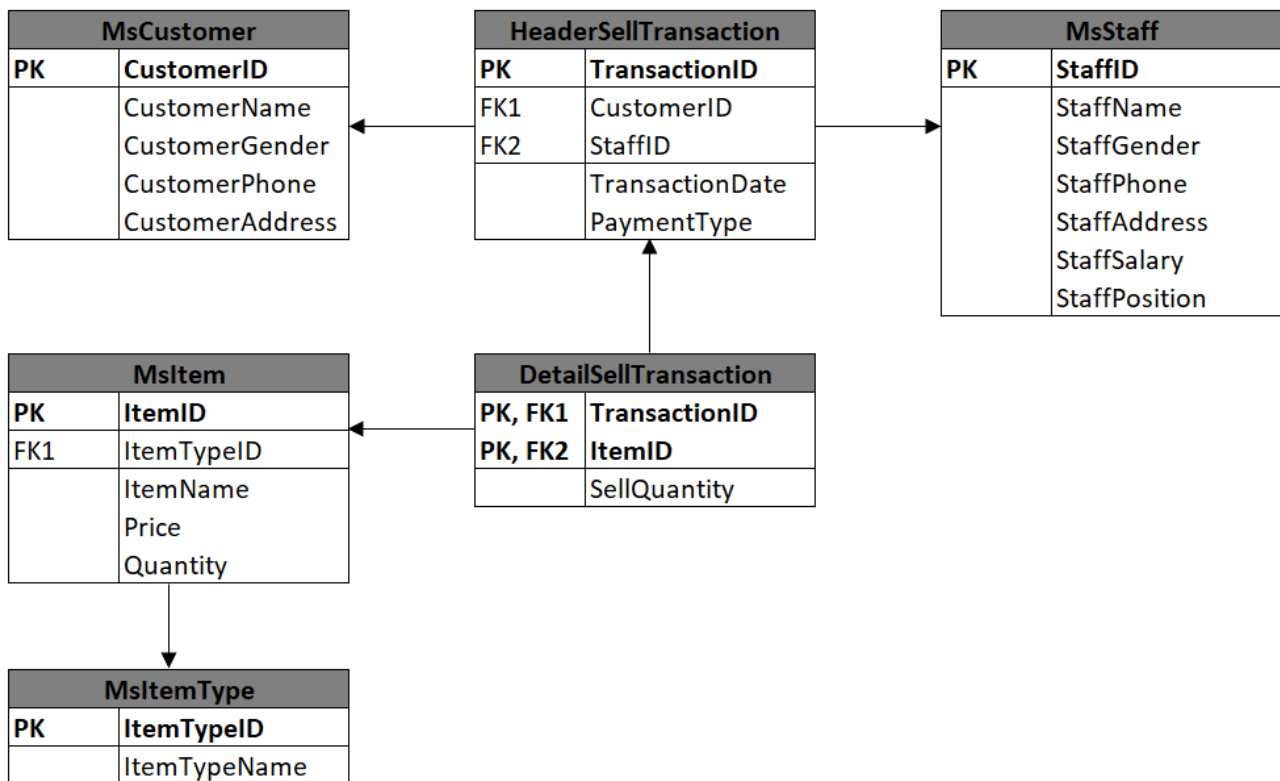 MsCustomer
PK CustomerID
CustomerName
CustomerGender
CustomerPhone
CustomerAddress
HeaderSellTransaction
PK TransactionID
FK1 CustomerID
FK2 StaffID
TransactionDate
PaymentType
MsStaff
PK StaffID
StaffName
StaffGender
StaffPhone
StaffAddress
StaffSalary
StaffPosition
MsItem
PK ItemID
FK1 ItemTypeID
ItemName
Price
Quantity
DetailSellTransaction
PK, FK1 TransactionID
PK, FK2 ItemID
SellQuantity
MsItemType
PK ItemTypeID
ItemTypeName